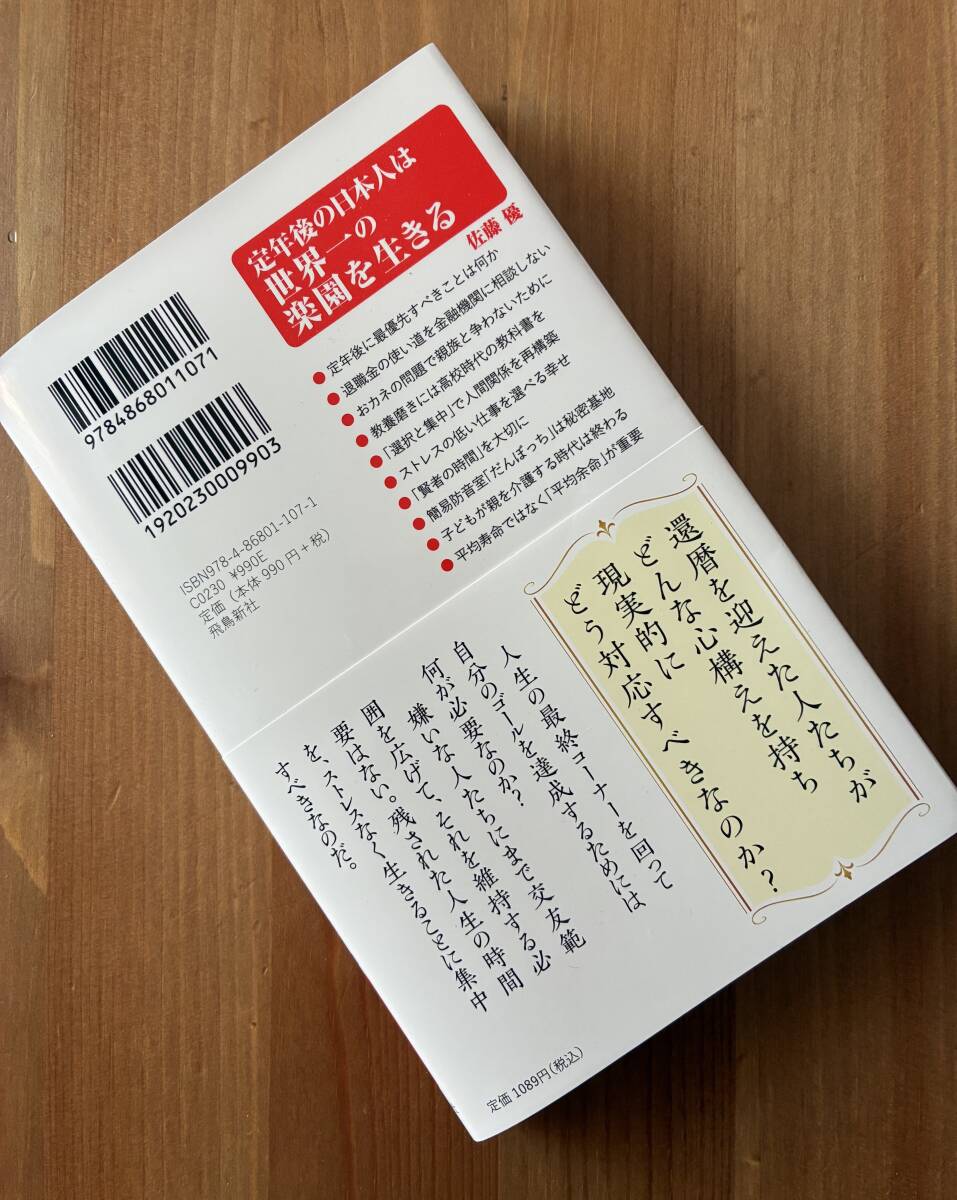 定年後の日本人は
世界一の
楽園を生きる
佐藤 優
● 定年後に最優先すべきことは何か
● 退職金の使い道を金融機関に相談しない
● おカネの問題で親族と争わないために
● 教養磨きには高校時代の教科書を
● 「選択と集中」で人間関係を再構築
● ストレスの低い仕事を選べる幸せ
● 「賢者の時間」を大切に
● 簡易防音室「だんぼっち」は秘密基地
● 子どもが親を介護する時代は終わる
● 平均寿命ではなく「平均余命」が重要
9784868011071
1920230009903
ISBN978-4-86801-107-1
C0230 ¥990E
定価(本体 990 円+税)
飛鳥新社
還暦を迎えた人たちが
どんな心構えを持ち
現実的に
どう対応すべきなのか?
人生の最終コーナーを回って
自分のゴールを達成するためには
何が必要なのか?
嫌いな人たちにまで交友範
囲を広げて、それを維持する必
要はない。残された人生の時間
を、ストレスなく生きることに集中
すべきなのだ。
定価 1089円(税込)